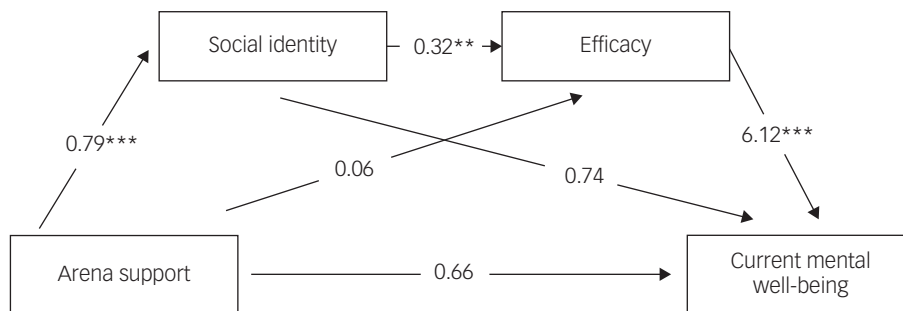 Social identity
0.32**
Efficacy
0.79***
6.12***
0.06
0.74
Arena support
0.66
Current mental
well-being